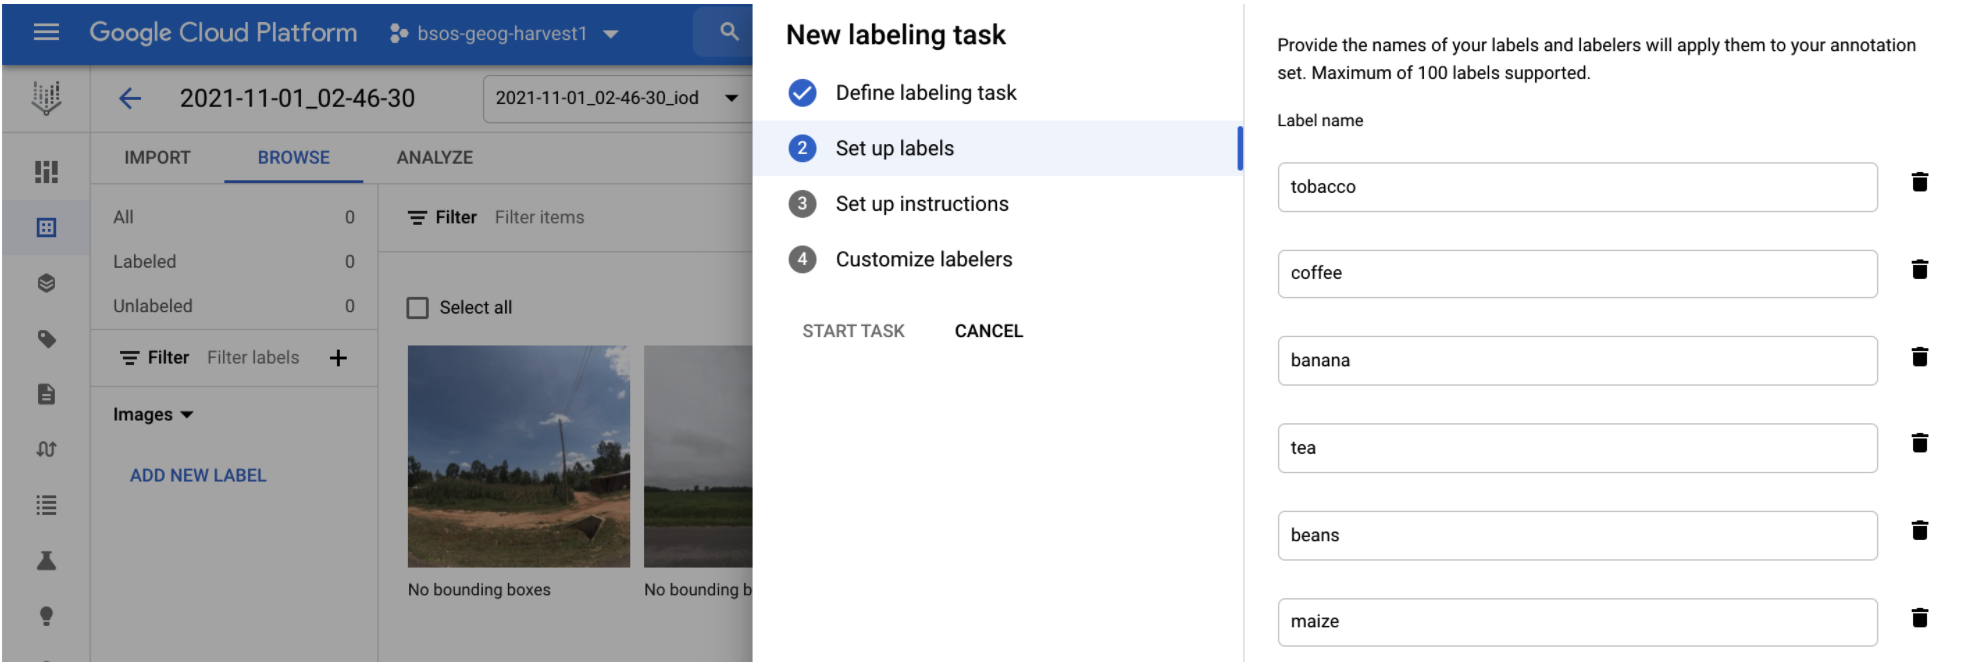 Google Cloud Platform
bsos-geog-harvest1
2021-11-01_02-46-30
2021-11-01_02-46-30_iod
IMPORT
BROWSE
ANALYZE
All 0
Labeled 0
Unlabeled 0
Filter Filter labels
Images
ADD NEW LABEL
Filter Filter items
Select all
No bounding boxes
No bounding b
New labeling task
Define labeling task
2 Set up labels
3 Set up instructions
4 Customize labelers
START TASK
CANCEL
Provide the names of your labels and labelers will apply them to your annotation
set. Maximum of 100 labels supported.
Label name
tobacco
coffee
banana
tea
beans
maize